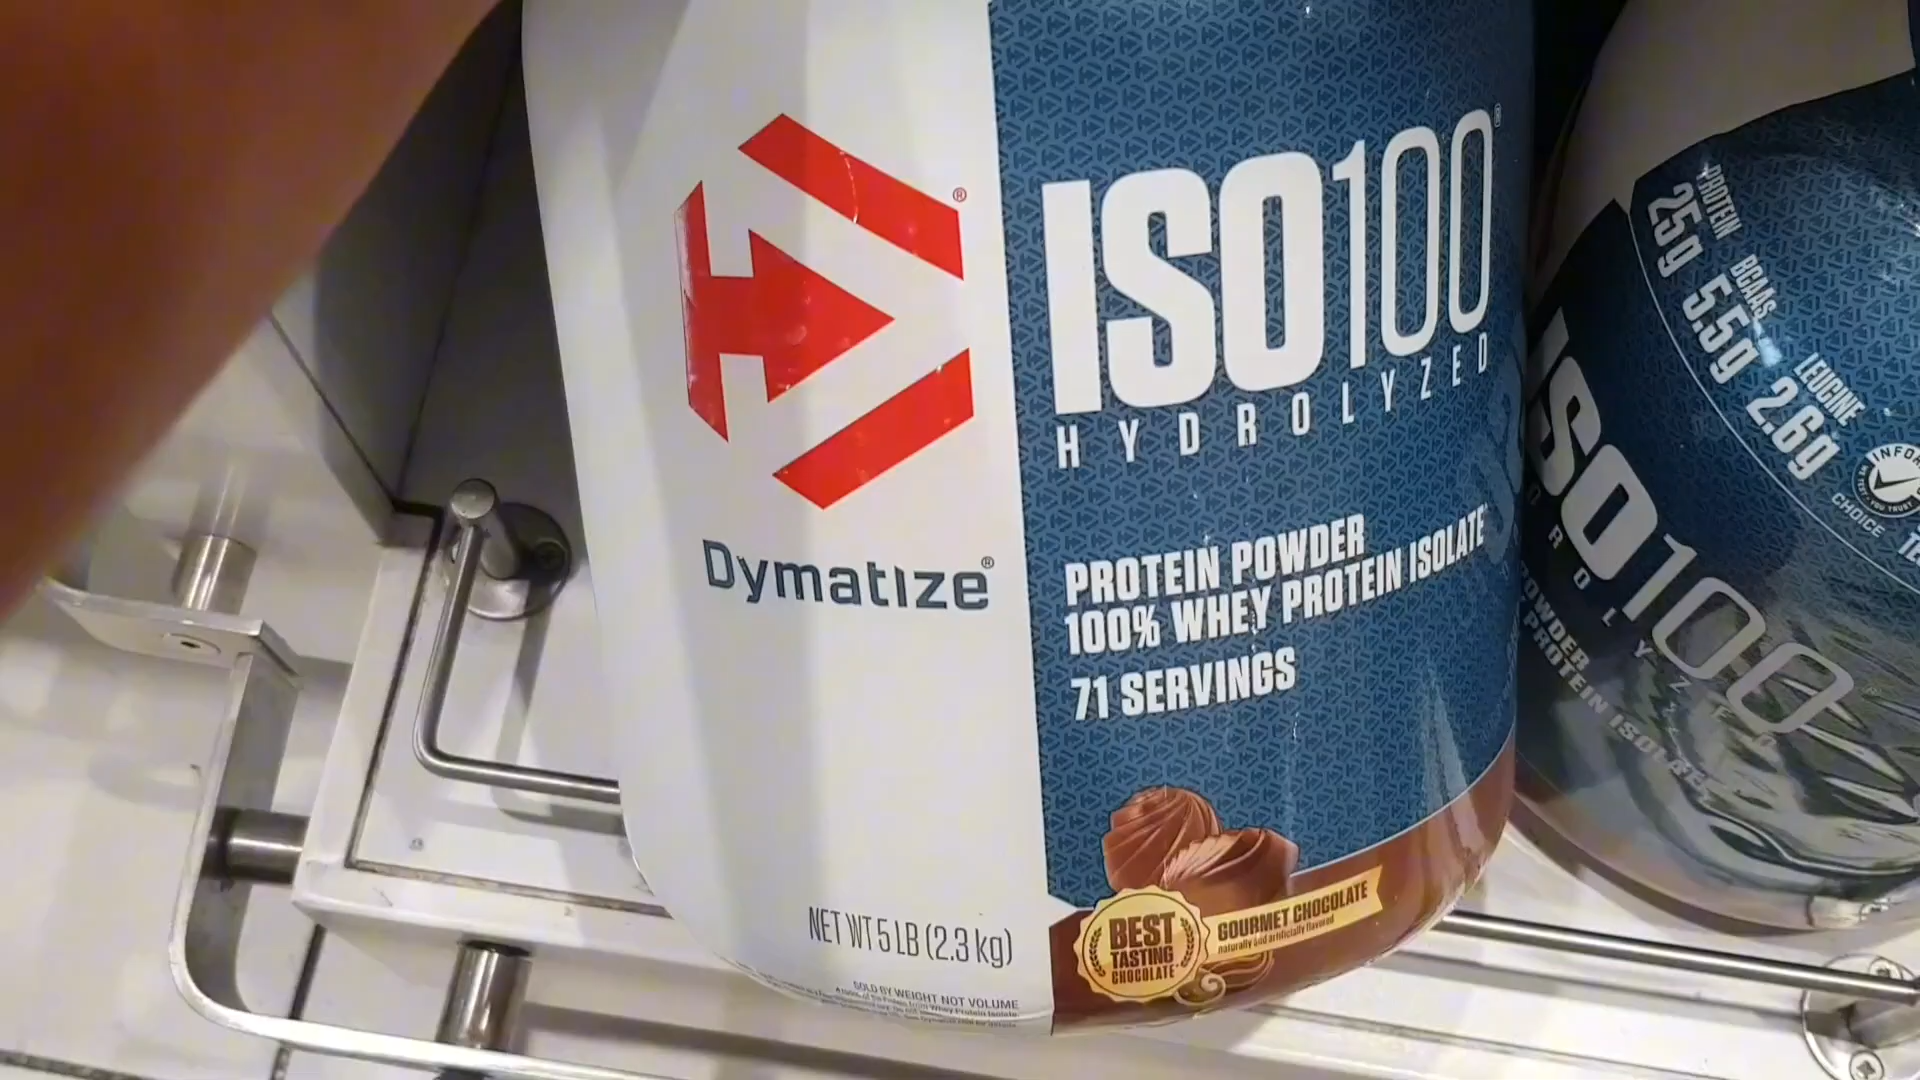 Dymatize®
NET WT 5 LB (2.3 kg)
SOLD BY WEIGHT NOT VOLUME
ISO100®
HYDROLYZED
PROTEIN POWDER
100% WHEY PROTEIN ISOLATE
71 SERVINGS
BEST
TASTING
CHOCOLATE
GOURMET CHOCOLATE
naturally and artificially flavored
PROTEIN
25g
BCAAS
5.5g
LEUCINE
2.6g
CHOICE
ISO100
POWDER
PROTEIN ISOLATE